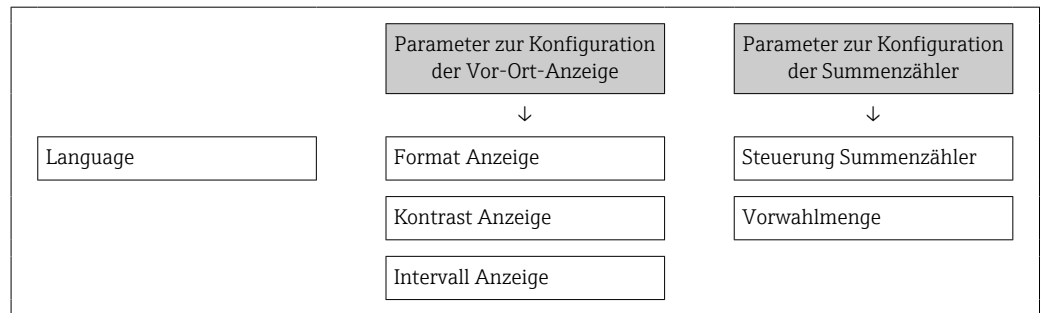 Parameter zur Konfiguration
der Vor-Ort-Anzeige
Parameter zur Konfiguration
der Summenzähler
↓
↓
Language
Format Anzeige
Steuerung Summenzähler
Kontrast Anzeige
Vorwahlmenge
Intervall Anzeige